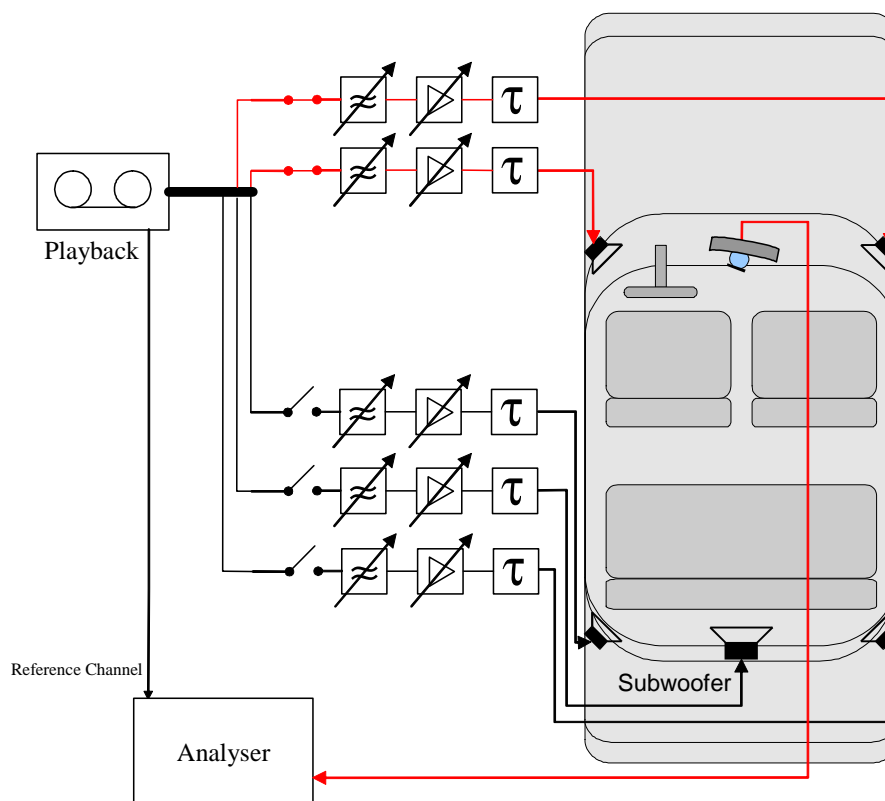 τ
τ
Playback
τ
τ
τ
Reference Channel
Subwoofer
Analyser